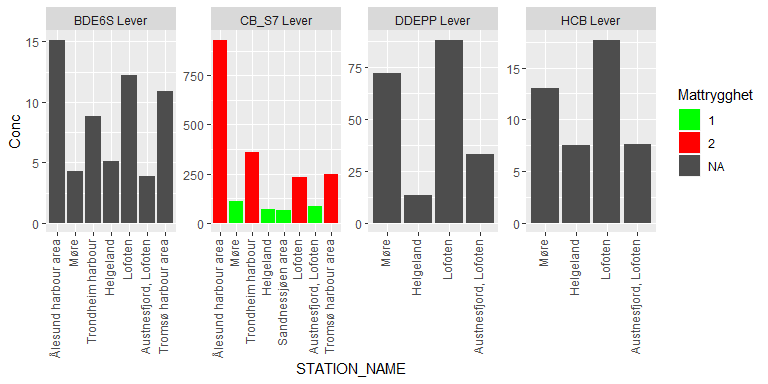 BDE6S Lever
CB_S7 Lever
DDEPP Lever
HCB Lever
Conc
15
10
5
0
750
500
250
0
75
50
25
0
15
10
5
0
Ålesund harbour area
Møre
Trondheim harbour
Helgeland
Lofoten
Austnesfjord, Lofoten
Tromsø harbour area
Ålesund harbour area
Møre
Trondheim harbour
Helgeland
Sandnessjøen area
Lofoten
Austnesfjord, Lofoten
Tromsø harbour area
Møre
Helgeland
Lofoten
Austnesfjord, Lofoten
Møre
Helgeland
Lofoten
Austnesfjord, Lofoten
STATION_NAME
Mattrygghet
1
2
NA